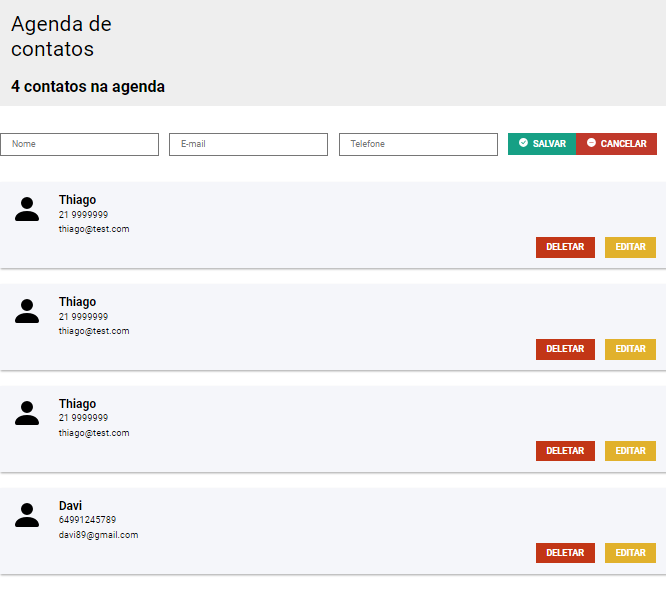 Agenda de
contatos
4 contatos na agenda
Nome E-mail Telefone SALVAR CANCELAR
Thiago
21 9999999
thiago@test.com
DELETAR EDITAR
Thiago
21 9999999
thiago@test.com
DELETAR EDITAR
Thiago
21 9999999
thiago@test.com
DELETAR EDITAR
Davi
64991245789
davi89@gmail.com
DELETAR EDITAR